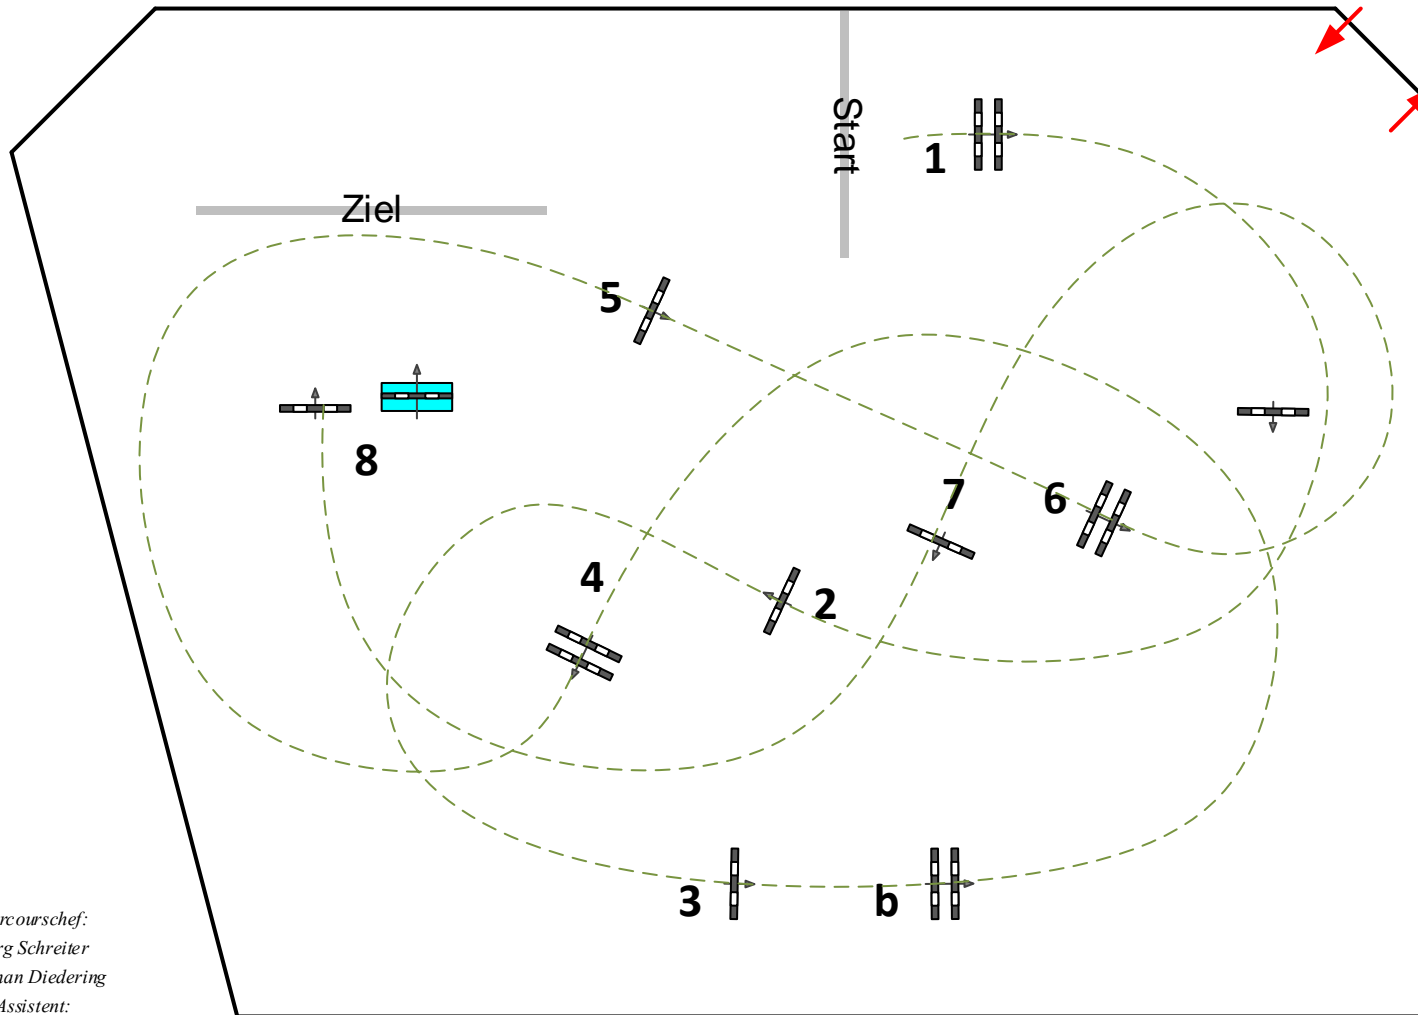 Start
1
Ziel
5
8
7
6
4
2
3
b
rcourschef:
rg Schreiter
nan Diedering
Assistent: